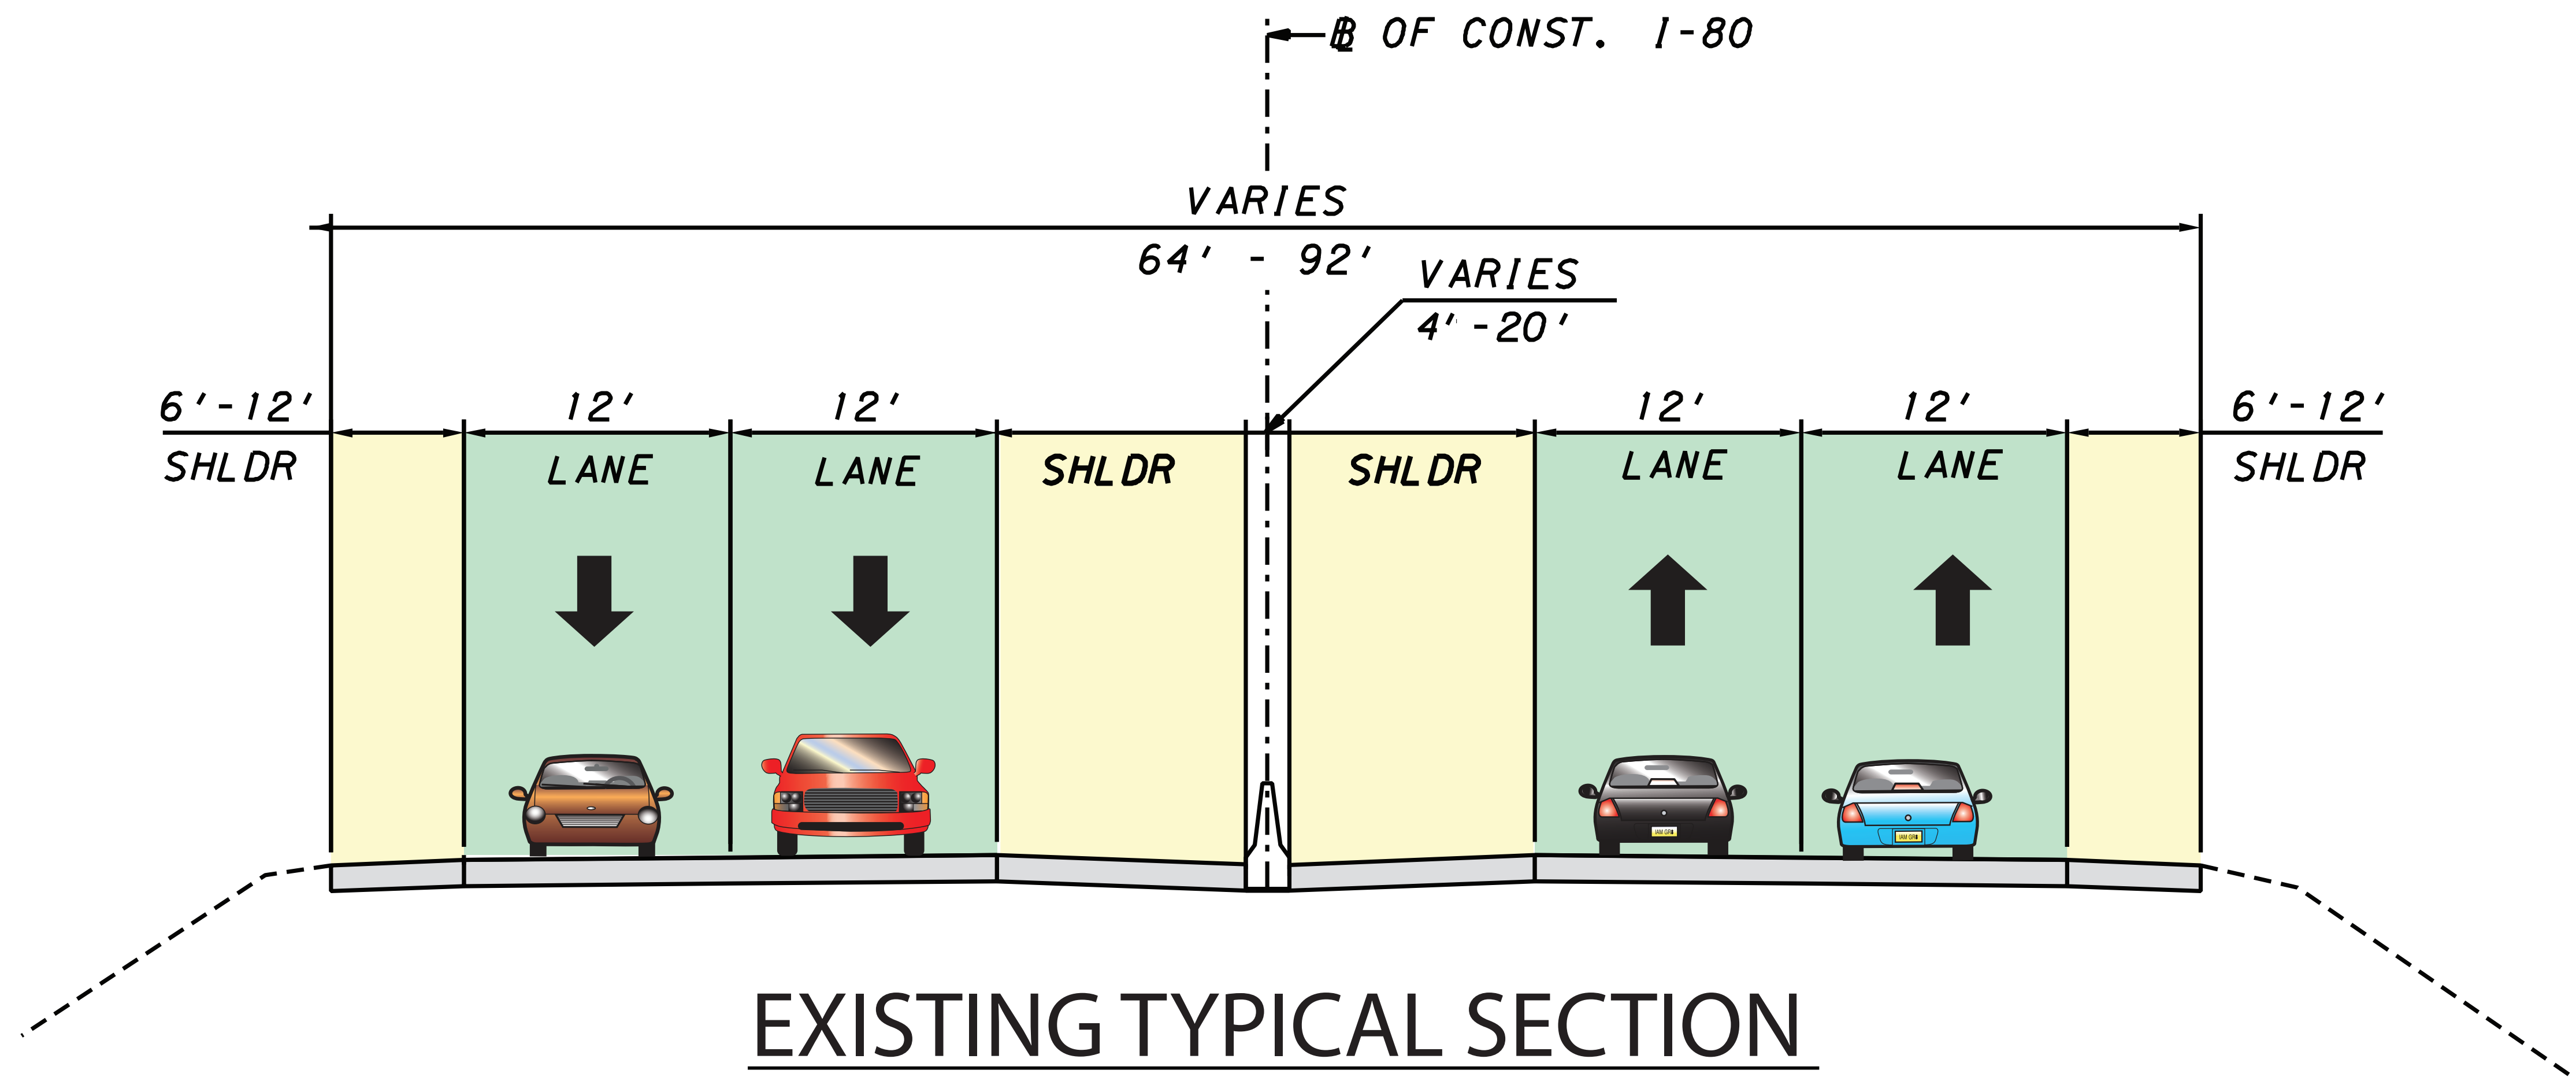 ℄ OF CONST. I-80
VARIES
64' - 92'
VARIES
4'-20'
6'-12' 12' 12' 12' 12' 6'-12'
SHLDR LANE LANE SHLDR SHLDR LANE LANE SHLDR
EXISTING TYPICAL SECTION